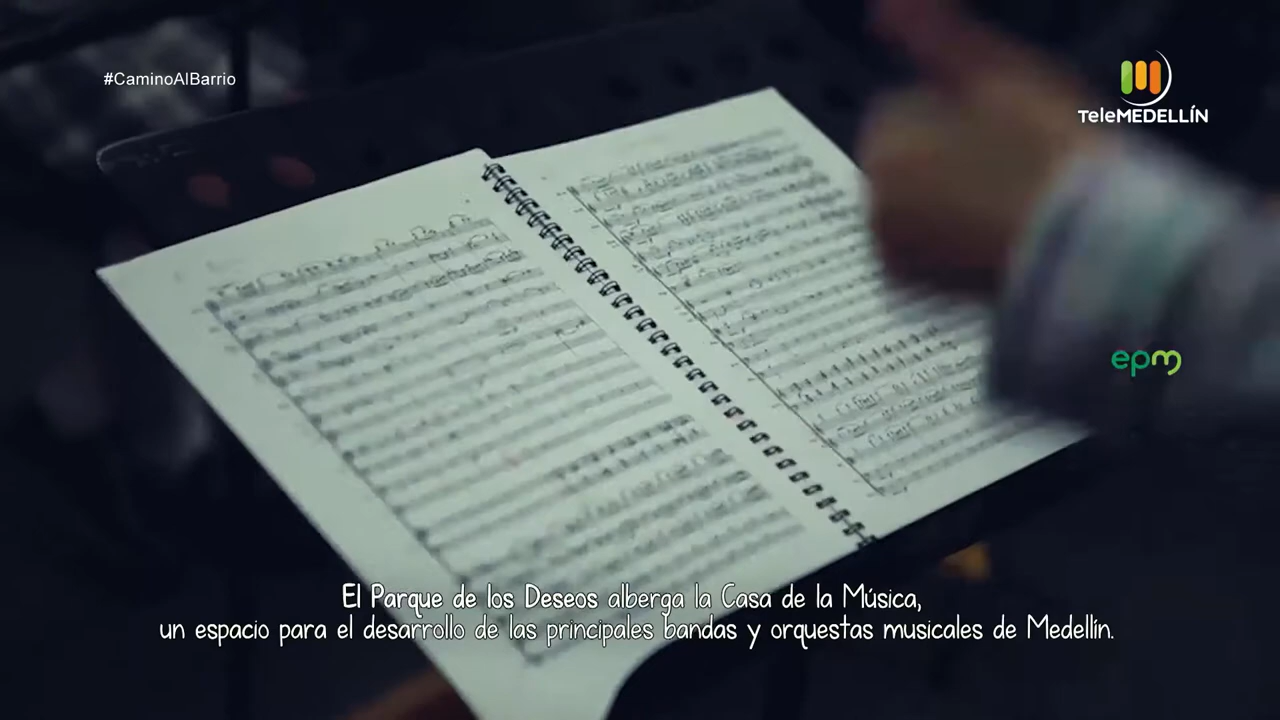 #CaminoAlBarrio
TeleMEDELLÍN
epm
El Parque de los Deseos alberga la Casa de la Música,
un espacio para el desarrollo de las principales bandas y orquestas musicales de Medellín.